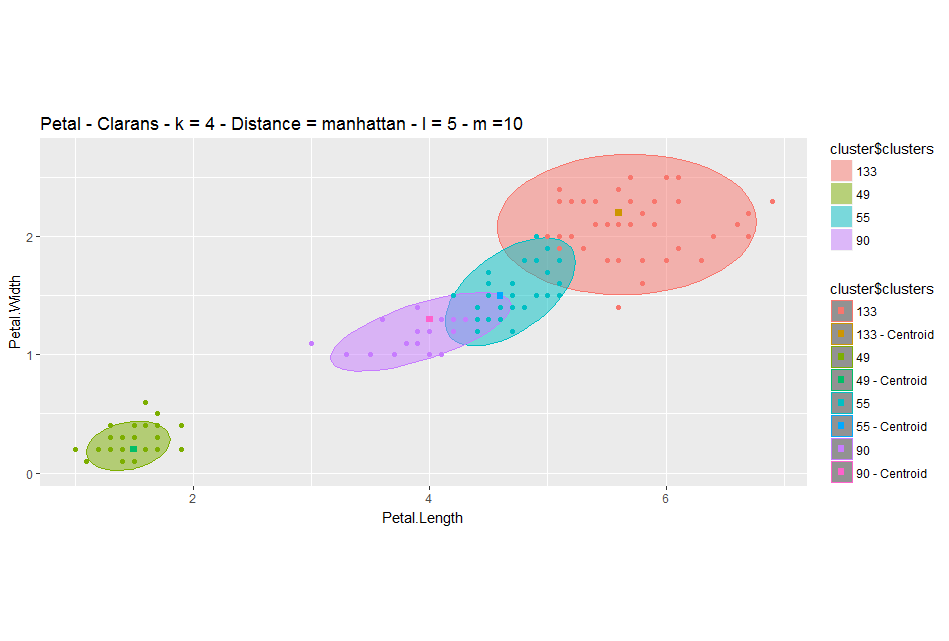 Petal - Clarans - k = 4 - Distance = manhattan - l = 5 - m =10
cluster$clusters
133
49
55
90
cluster$clusters
133
133 - Centroid
49
49 - Centroid
55
55 - Centroid
90
90 - Centroid
Petal.Width
2
1
0
2
4
6
Petal.Length